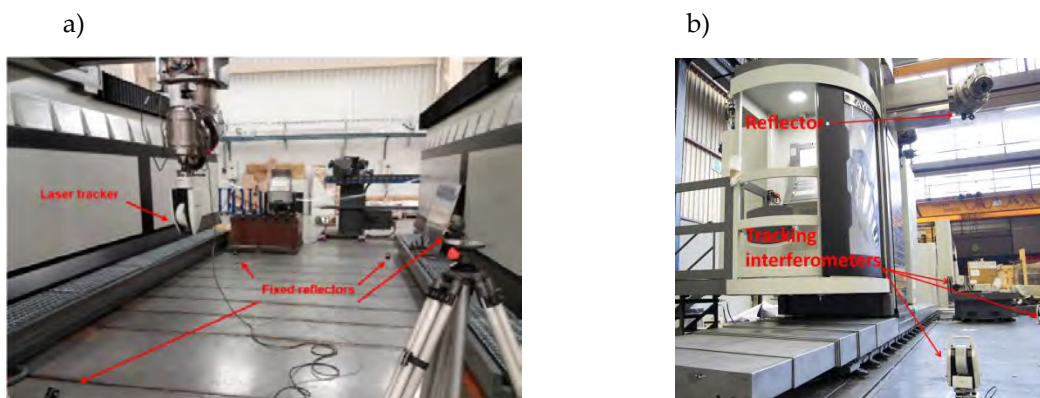 a)
b)
Laser tracker
Fixed reflectors
Reflector
Tracking
interferometers